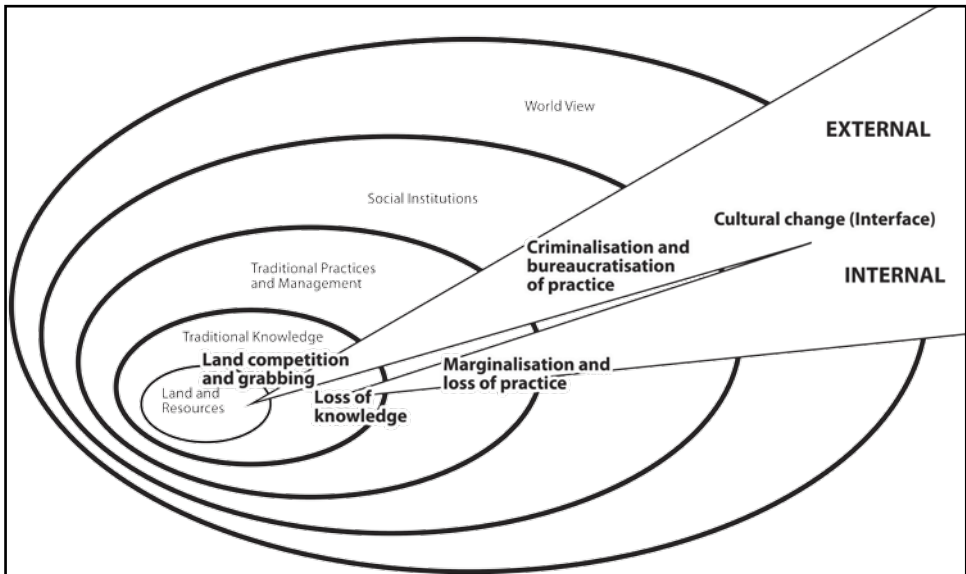 World View
EXTERNAL
Social Institutions
Cultural change (Interface)
Criminalisation and
bureaucratisation
of practice
Traditional Practices
and Management
INTERNAL
Traditional Knowledge
Land competition
and grabbing
Marginalisation and
loss of practice
Land and
Resources
Loss of
knowledge